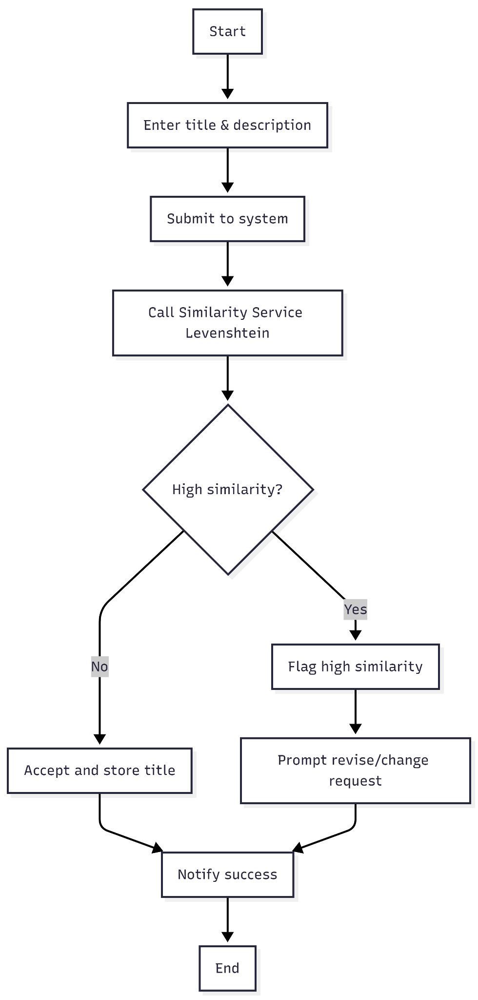 Start
Enter title & description
Submit to system
Call Similarity Service
Levenshtein
High similarity?
Yes
No
Flag high similarity
Prompt revise/change
request
Accept and store title
Notify success
End